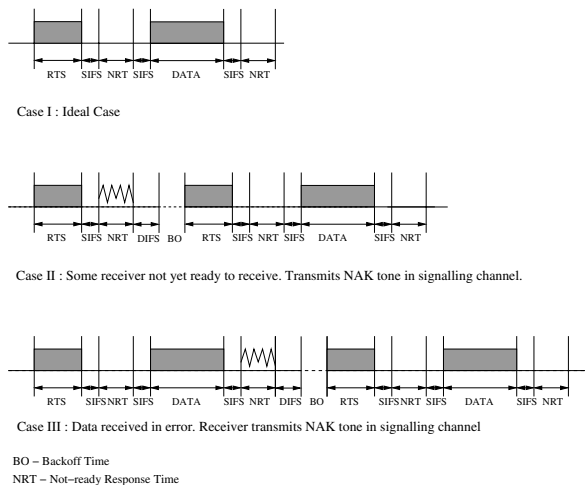 RTS SIFS NRT SIFS DATA SIFS NRT
Case I : Ideal Case
RTS SIFS NRT DIFS BO RTS SIFS NRT SIFS DATA SIFS NRT
Case II : Some receiver not yet ready to receive. Transmits NAK tone in signalling channel.
RTS SIFS NRT SIFS DATA SIFS NRT DIFS BO RTS SIFS NRT SIFS DATA SIFS NRT
Case III : Data received in error. Receiver transmits NAK tone in signalling channel
BO – Backoff Time
NRT – Not–ready Response Time